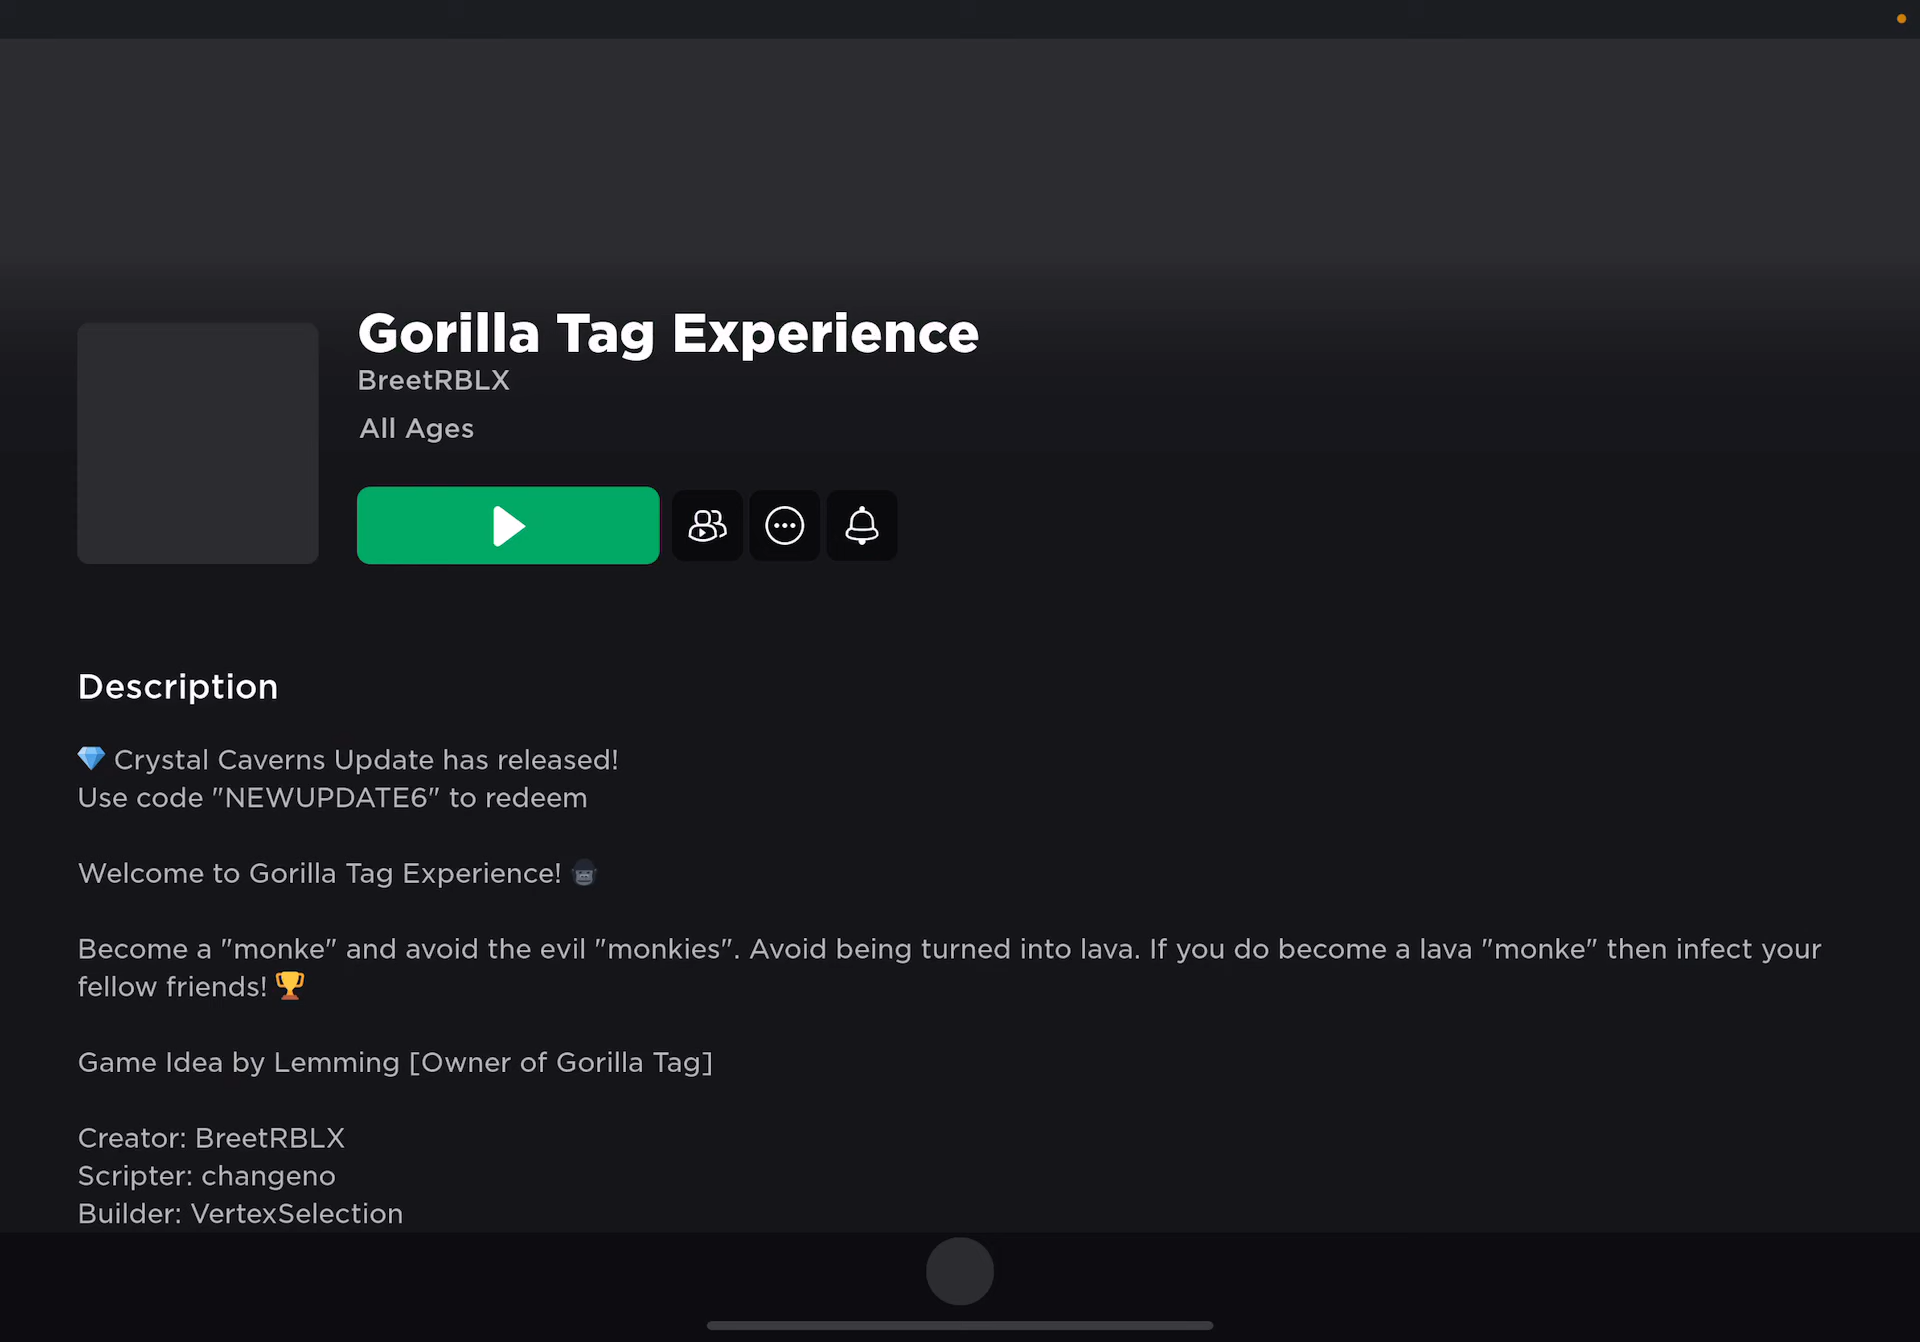 Gorilla Tag Experience
BreetRBLX
All Ages
Description
💎 Crystal Caverns Update has released!
Use code "NEWUPDATE6" to redeem
Welcome to Gorilla Tag Experience! 🦍
Become a "monke" and avoid the evil "monkies". Avoid being turned into lava. If you do become a lava "monke" then infect your
fellow friends! 🏆
Game Idea by Lemming [Owner of Gorilla Tag]
Creator: BreetRBLX
Scripter: changeno
Builder: VertexSelection